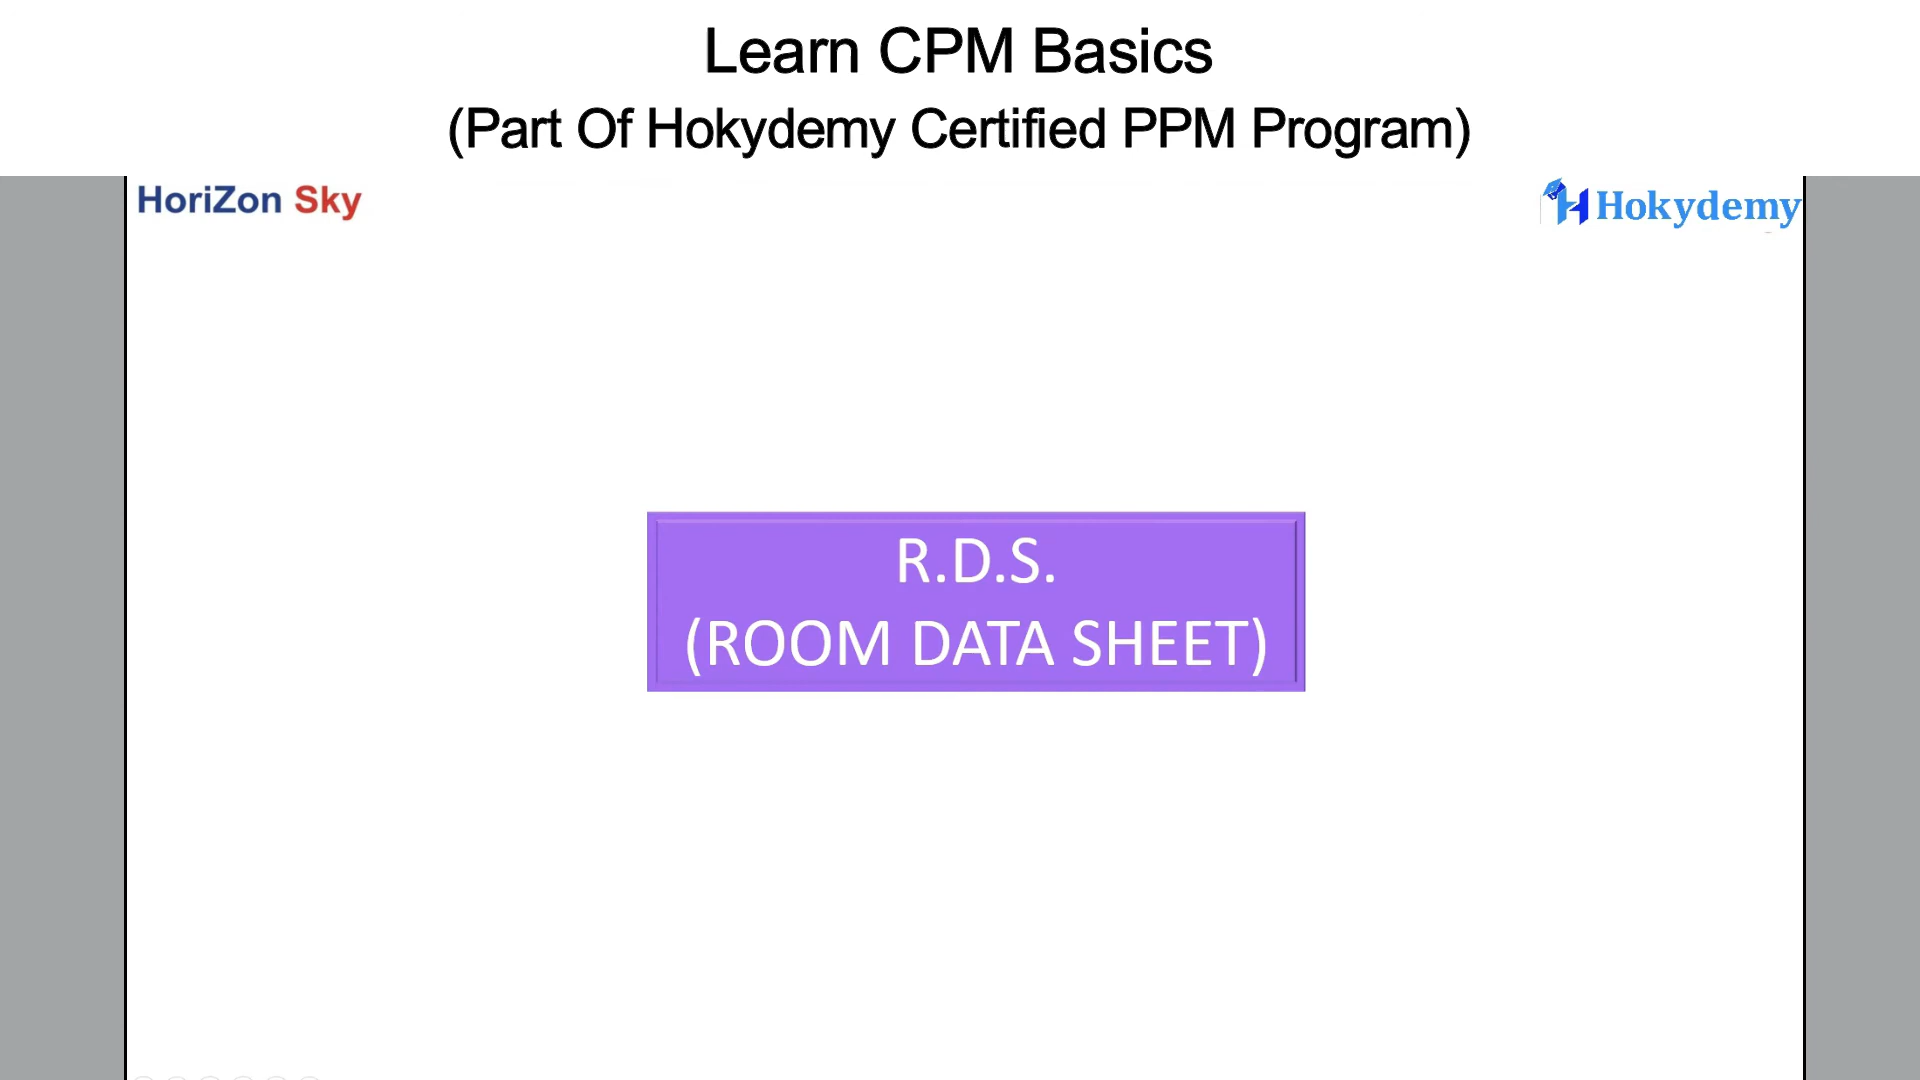 Learn CPM Basics
(Part Of Hokydemy Certified PPM Program)
HoriZon Sky
Hokydemy
R.D.S.
(ROOM DATA SHEET)